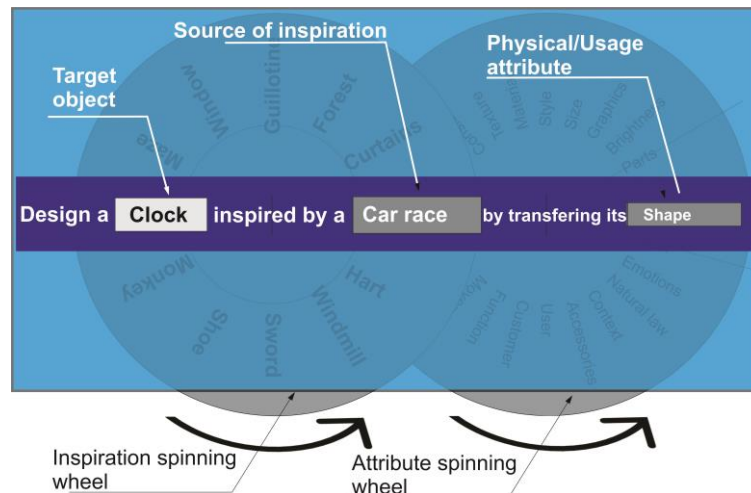 Source of inspiration
Physical/Usage
attribute
Target
object
Guillotine
Window
Forest
Maze
Curtains
Colour
Texture
Material
Style
Size
Graphics
Brightness
Parts
Design a Clock inspired by a Car race by transfering its Shape
Monkey
Shoe
Sword
Windmill
Hart
Move
Function
Customer
User
Accessories
Context
Natural law
Emotions
Inspiration spinning
wheel
Attribute spinning
wheel